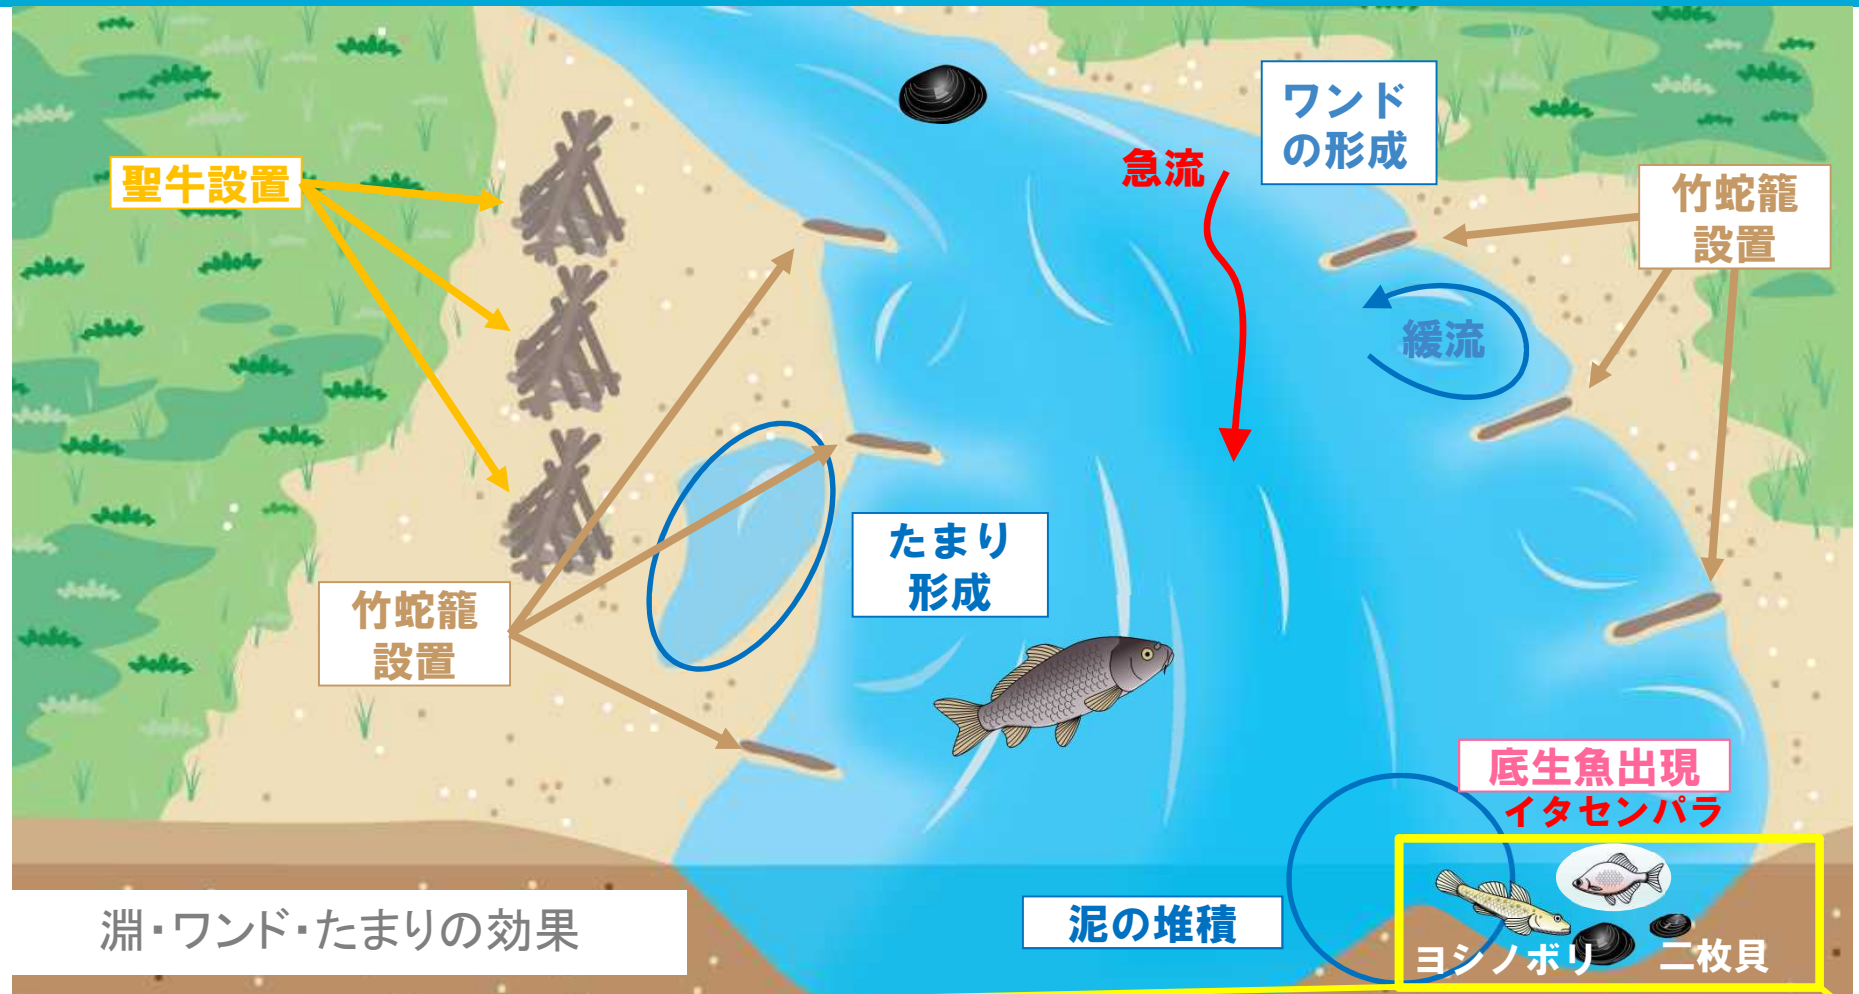 ワンド
の形成
急流
聖牛設置
竹蛇籠
設置
緩流
たまり
形成
竹蛇籠
設置
底生魚出現
イタセンパラ
泥の堆積
淵・ワンド・たまりの効果
ヨシノボリ
二枚貝